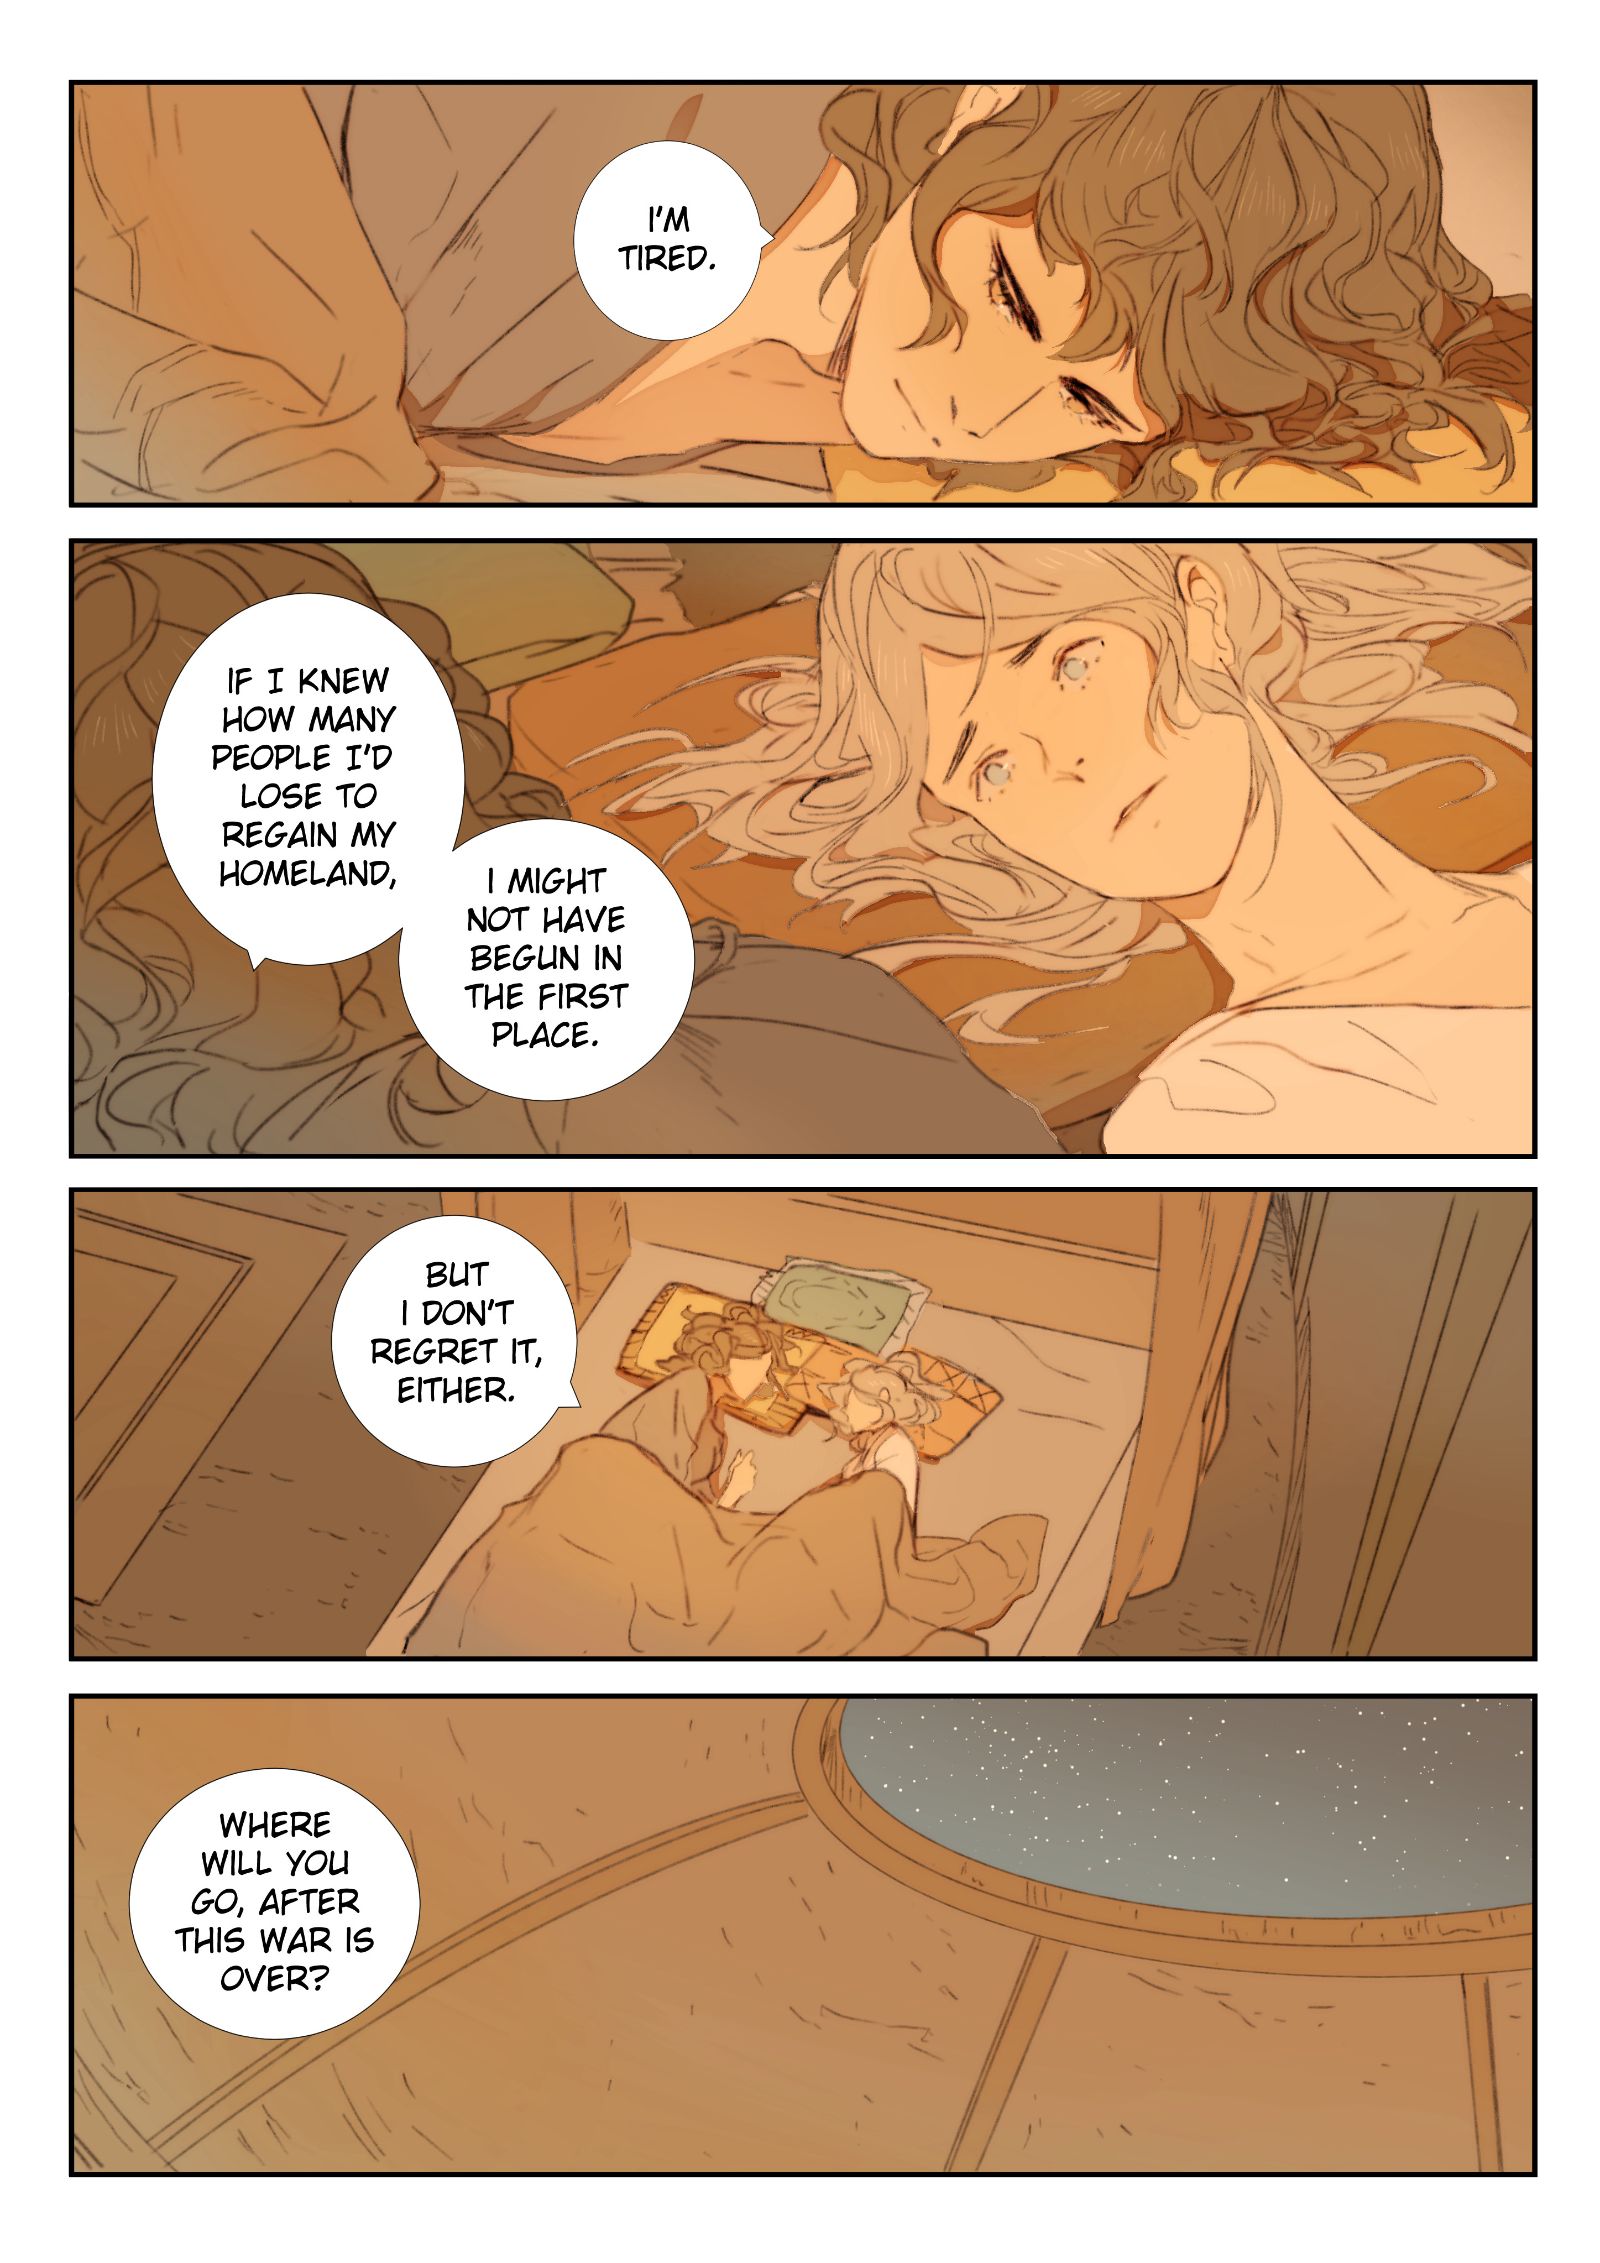 I'M
TIRED.
IF I KNEW
HOW MANY
PEOPLE I'D
LOSE TO
REGAIN MY
HOMELAND,
I MIGHT
NOT HAVE
BEGUN IN
THE FIRST
PLACE.
BUT
I DON'T
REGRET IT,
EITHER.
WHERE
WILL YOU
GO, AFTER
THIS WAR IS
OVER?